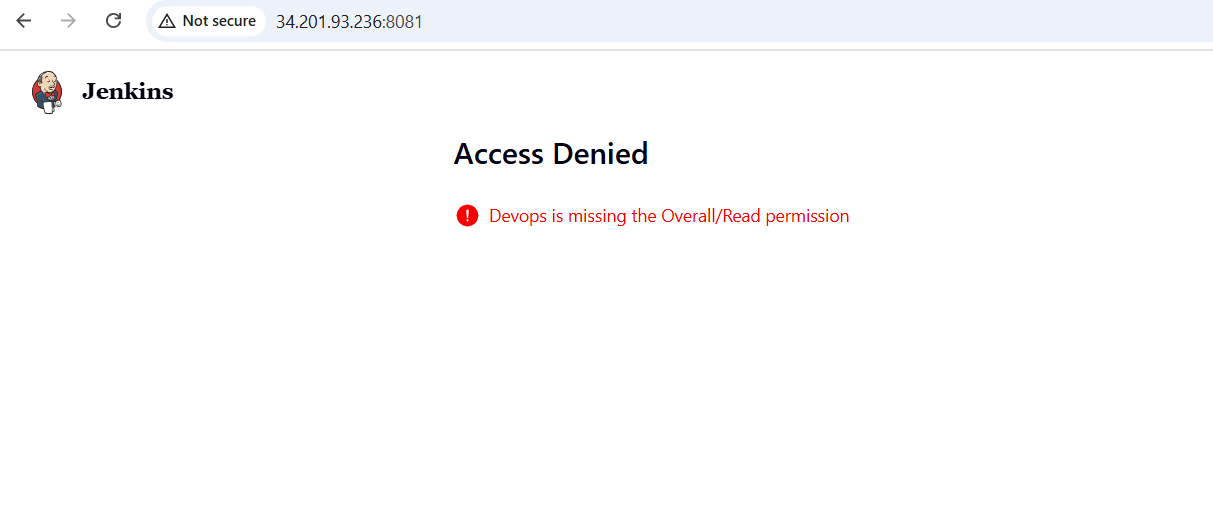 Not secure 34.201.93.236:8081
Jenkins
Access Denied
Devops is missing the Overall/Read permission